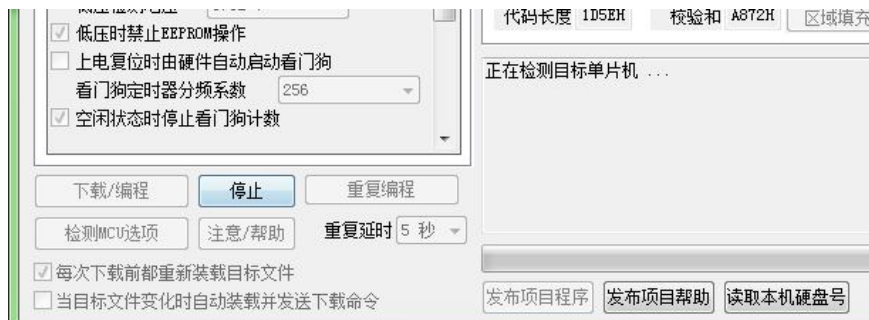 代码长度 1D5EH 校验和 A872H 区域填充
低压时禁止EEPROM操作
上电复位时由硬件自动启动看门狗
看门狗定时器分频系数 256
空闲状态时停止看门狗计数
正在检测目标单片机 ...
下载/编程 停止 重复编程
检测MCU选项 注意/帮助 重复延时 5 秒
每次下载前都重新装载目标文件
当目标文件变化时自动装载并发送下载命令
发布项目程序 发布项目帮助 读取本机硬盘号